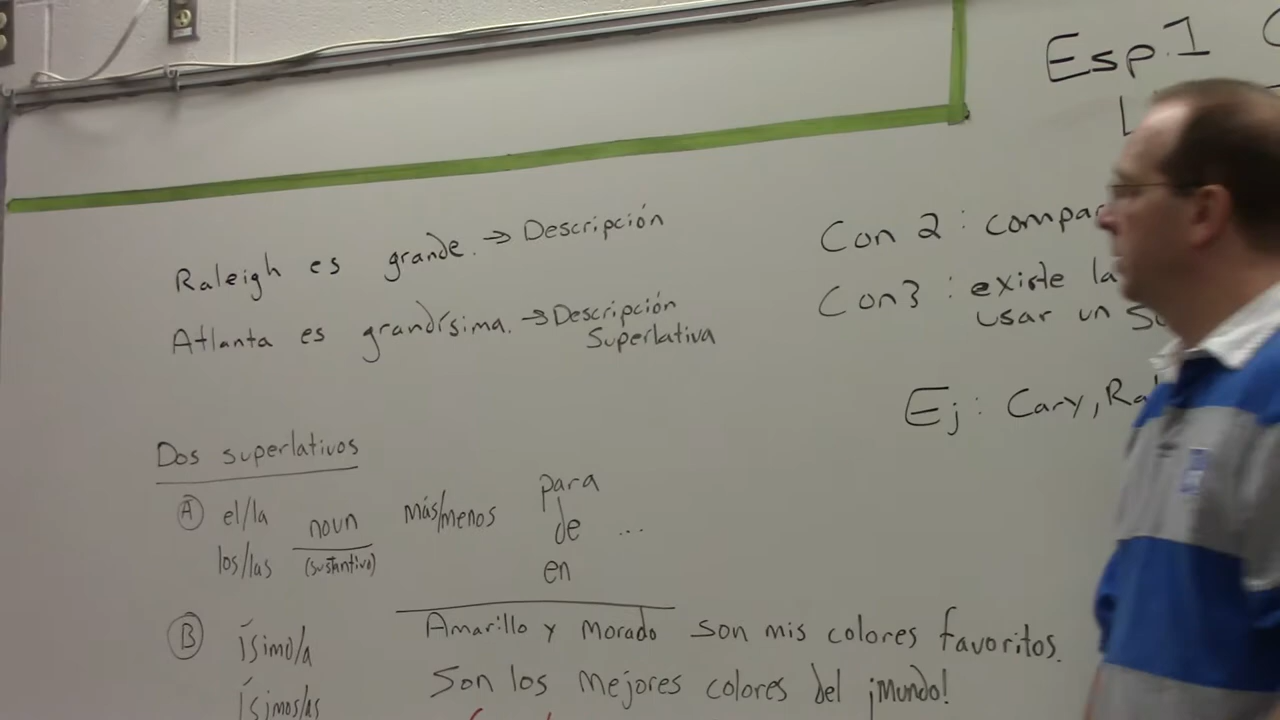 Esp. 1
Raleigh es grande. → Descripción
Atlanta es grandísima. → Descripción
Superlativa
Con 2 : compar
Con 3 : existe la
usar un
Ej : Cary, Ra
Dos superlativos
A el/la noun más/menos para
los/las (sustantivo) de ...
en
B ísimo/a
ísimos/as
Amarillo y Morado son mis colores favoritos.
Son los Mejores colores del ¡Mundo!